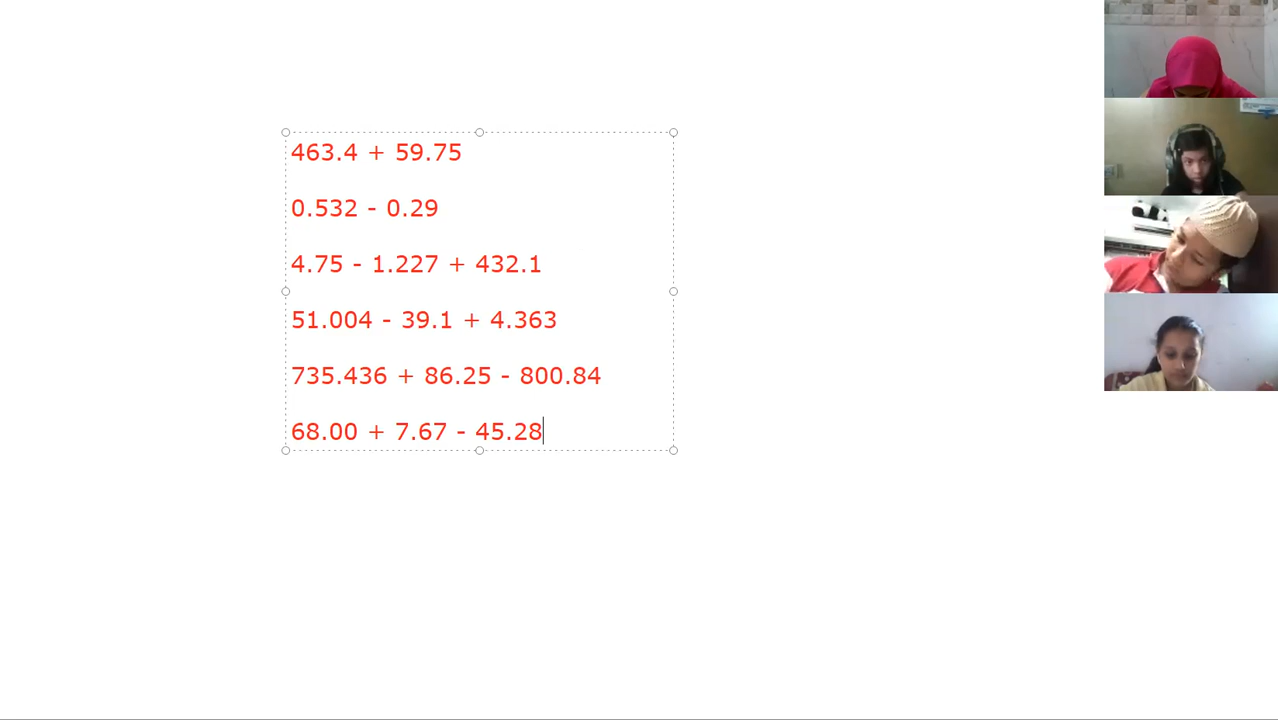 463.4 + 59.75
0.532 - 0.29
4.75 - 1.227 + 432.1
51.004 - 39.1 + 4.363
735.436 + 86.25 - 800.84
68.00 + 7.67 - 45.28